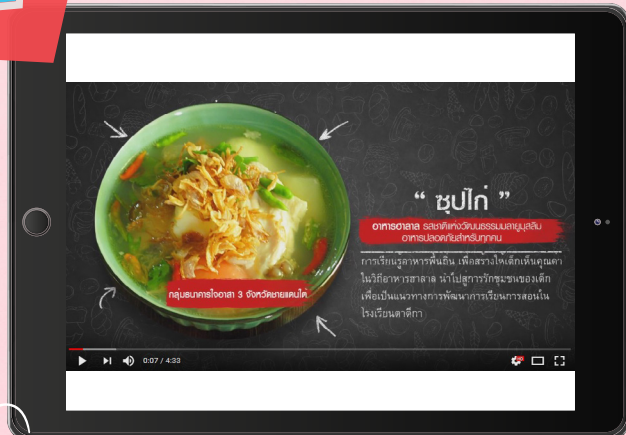 “ ซุปไก่ ”
อาหารฮาลาล รสชาติแห่งวัฒนธรรมมลายูมุสลิม
อาหารปลอดภัยสำหรับทุกคน
การเรียนรู้อาหารพื้นถิ่น เพื่อสร้างให้เด็กเห็นคุณค่า
ในวิถีอาหารฮาลาล นำไปสู่การรักชุมชนของเด็ก
เพื่อเป็นแนวทางการพัฒนาการเรียนการสอนใน
โรงเรียนตาดีกา
กลุ่มธนาคารใจอาสา 3 จังหวัดชายแดนใต้
0:07 / 4:33
HD